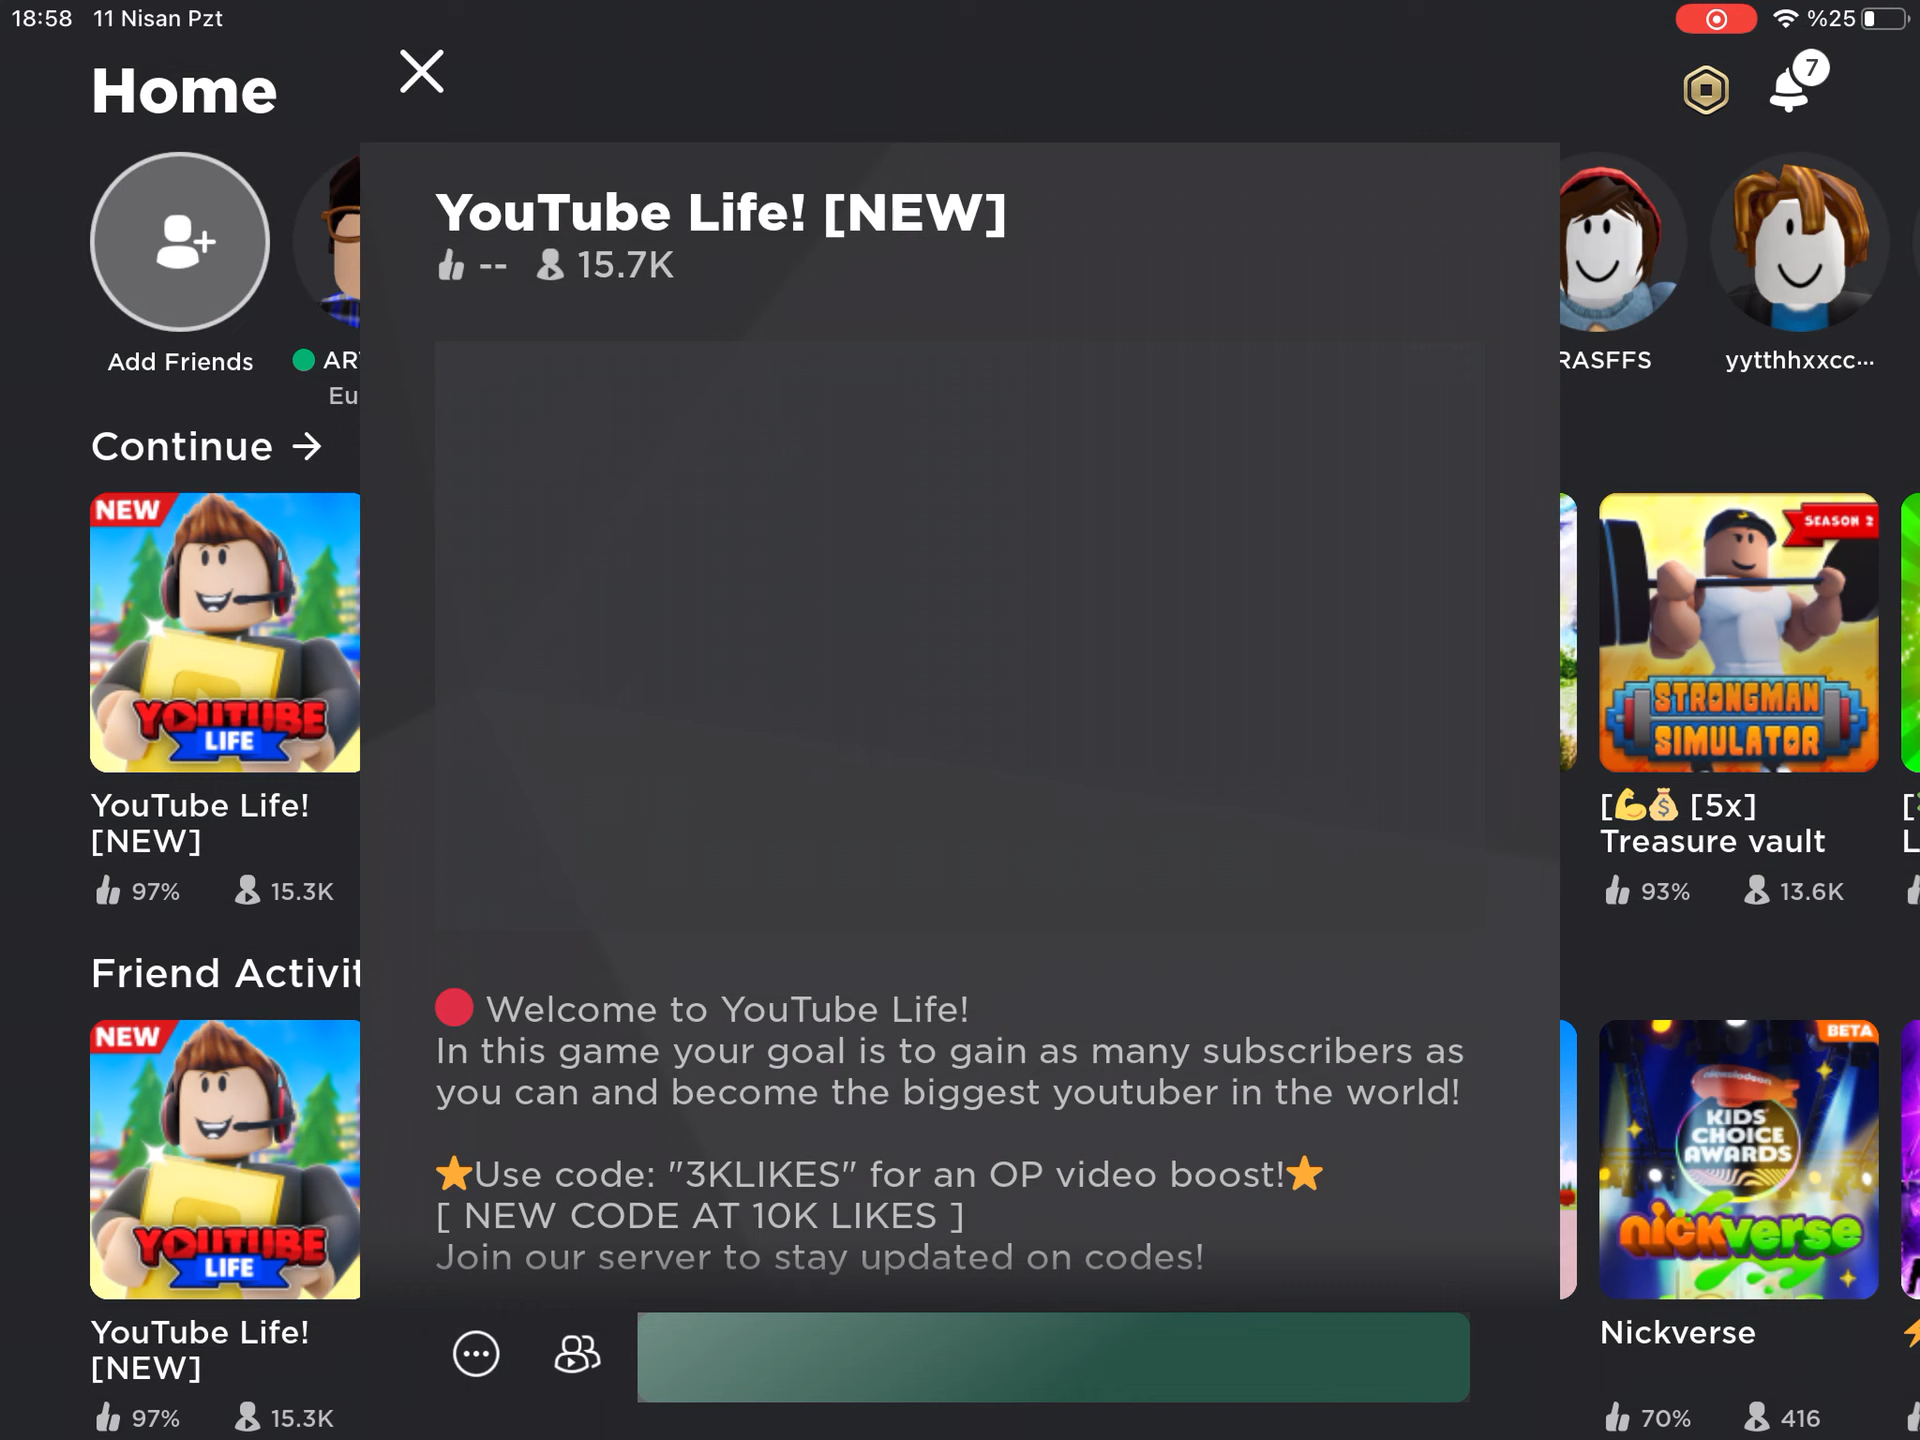 18:58 11 Nisan Pzt
%25
Home
7
YouTube Life! [NEW]
-- 15.7K
Add Friends
AR
Eu
RASFFS
yytthhxxcc...
Continue →
NEW
YOUTUBE
LIFE
YouTube Life!
[NEW]
97% 15.3K
SEASON 2
STRONGMAN
SIMULATOR
[💪💰 [5x]
Treasure vault
93% 13.6K
Friend Activit
NEW
YOUTUBE
LIFE
YouTube Life!
[NEW]
97% 15.3K
🔴 Welcome to YouTube Life!
In this game your goal is to gain as many subscribers as
you can and become the biggest youtuber in the world!
⭐Use code: "3KLIKES" for an OP video boost!⭐
[ NEW CODE AT 10K LIKES ]
Join our server to stay updated on codes!
BETA
nickelodeon
KIDS'
CHOICE
AWARDS
nickverse
Nickverse
70% 416